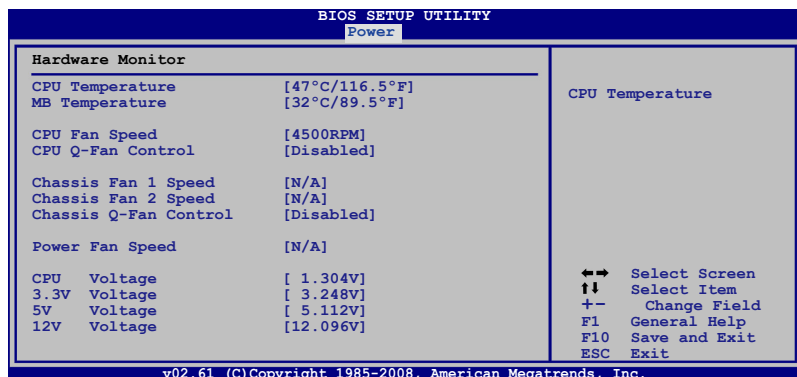 BIOS SETUP UTILITY
Power
Hardware Monitor
CPU Temperature [47°C/116.5°F]
MB Temperature [32°C/89.5°F]
CPU Fan Speed [4500RPM]
CPU Q-Fan Control [Disabled]
Chassis Fan 1 Speed [N/A]
Chassis Fan 2 Speed [N/A]
Chassis Q-Fan Control [Disabled]
Power Fan Speed [N/A]
CPU Voltage [ 1.304V]
3.3V Voltage [ 3.248V]
5V Voltage [ 5.112V]
12V Voltage [12.096V]
CPU Temperature
←→ Select Screen
↑↓ Select Item
+- Change Field
F1 General Help
F10 Save and Exit
ESC Exit
v02.61 (C)Copyright 1985-2008, American Megatrends, Inc.